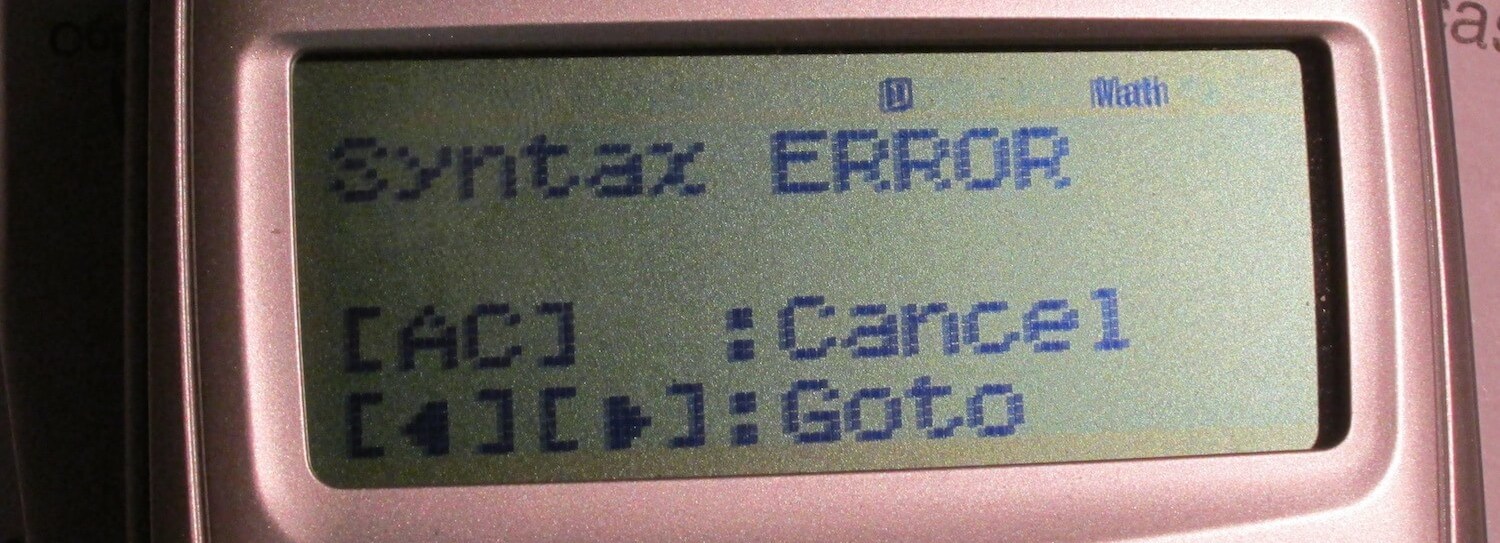 D Math
Syntax ERROR
[AC] :Cancel
[◀][▶]:Goto